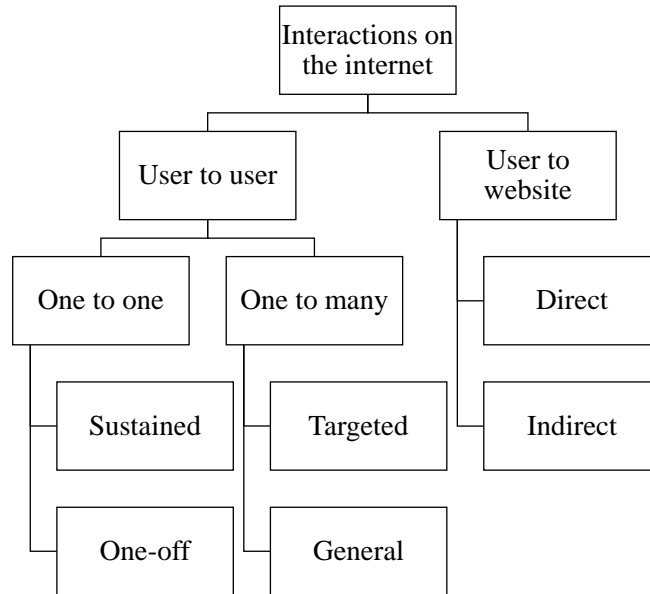 Interactions on
the internet
User to user
User to
website
One to one
One to many
Direct
Sustained
Targeted
Indirect
One-off
General